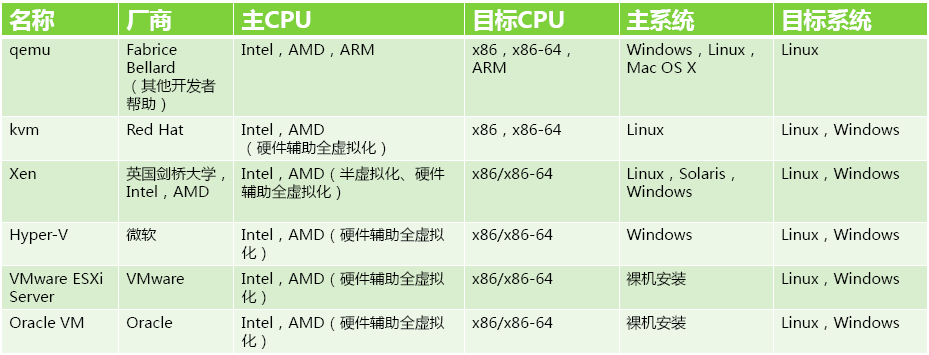 名称 厂商 主CPU 目标CPU 主系统 目标系统
qemu Fabrice Intel，AMD，ARM x86，x86-64， Windows，Linux， Linux
Bellard ARM Mac OS X
（其他开发者
帮助）
kvm Red Hat Intel，AMD x86，x86-64 Linux Linux，Windows
（硬件辅助全虚拟化）
Xen 英国剑桥大学， Intel，AMD（半虚拟化、硬件 x86/x86-64 Linux，Solaris， Linux，Windows
Intel，AMD 辅助全虚拟化） Windows
Hyper-V 微软 Intel，AMD（硬件辅助全虚拟 x86/x86-64 Windows Linux，Windows
化）
VMware ESXi VMware Intel，AMD（硬件辅助全虚拟 x86/x86-64 裸机安装 Linux，Windows
Server 化）
Oracle VM Oracle Intel，AMD（硬件辅助全虚拟 x86/x86-64 裸机安装 Linux，Windows
化）